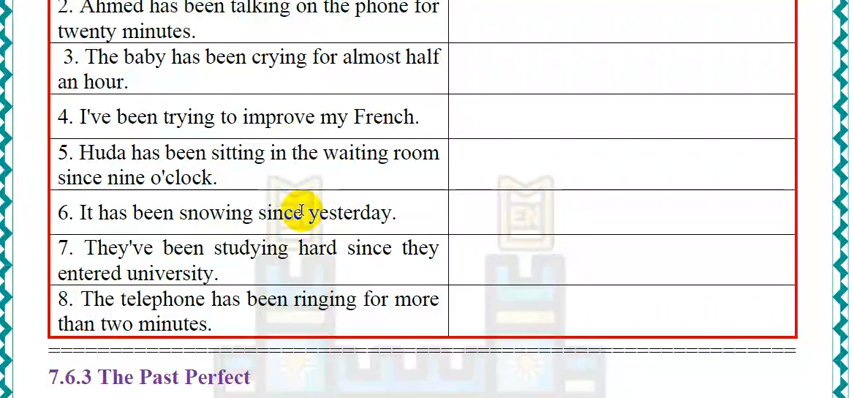 2. Ahmed has been talking on the phone for
twenty minutes.
3. The baby has been crying for almost half
an hour.
4. I've been trying to improve my French.
5. Huda has been sitting in the waiting room
since nine o'clock.
6. It has been snowing since yesterday.
7. They've been studying hard since they
entered university.
8. The telephone has been ringing for more
than two minutes.
7.6.3 The Past Perfect